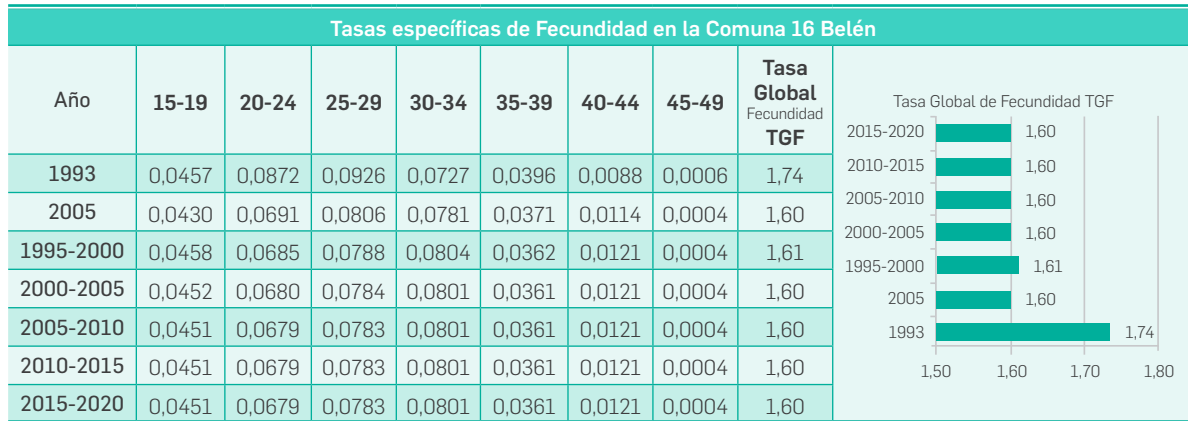 Tasas específicas de Fecundidad en la Comuna 16 Belén
Año 15-19 20-24 25-29 30-34 35-39 40-44 45-49 Tasa Global Fecundidad TGF
1993 0,0457 0,0872 0,0926 0,0727 0,0396 0,0088 0,0006 1,74
2005 0,0430 0,0691 0,0806 0,0781 0,0371 0,0114 0,0004 1,60
1995-2000 0,0458 0,0685 0,0788 0,0804 0,0362 0,0121 0,0004 1,61
2000-2005 0,0452 0,0680 0,0784 0,0801 0,0361 0,0121 0,0004 1,60
2005-2010 0,0451 0,0679 0,0783 0,0801 0,0361 0,0121 0,0004 1,60
2010-2015 0,0451 0,0679 0,0783 0,0801 0,0361 0,0121 0,0004 1,60
2015-2020 0,0451 0,0679 0,0783 0,0801 0,0361 0,0121 0,0004 1,60
Tasa Global de Fecundidad TGF
2015-2020 1,60
2010-2015 1,60
2005-2010 1,60
2000-2005 1,60
1995-2000 1,61
2005 1,60
1993 1,74
1,50 1,60 1,70 1,80